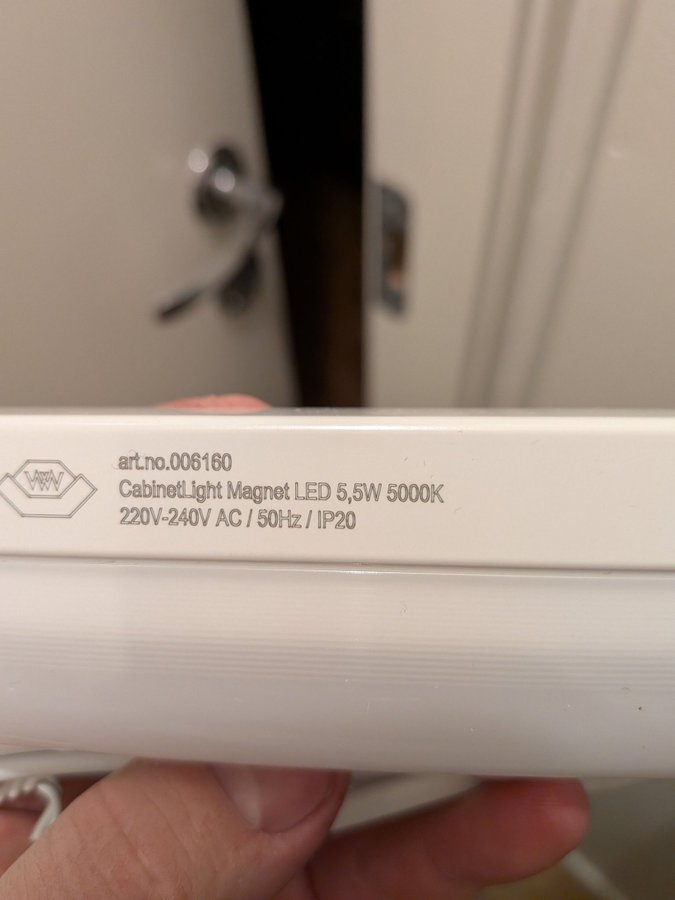 art.no.006160
CabinetLight Magnet LED 5,5W 5000K
220V-240V AC / 50Hz / IP20